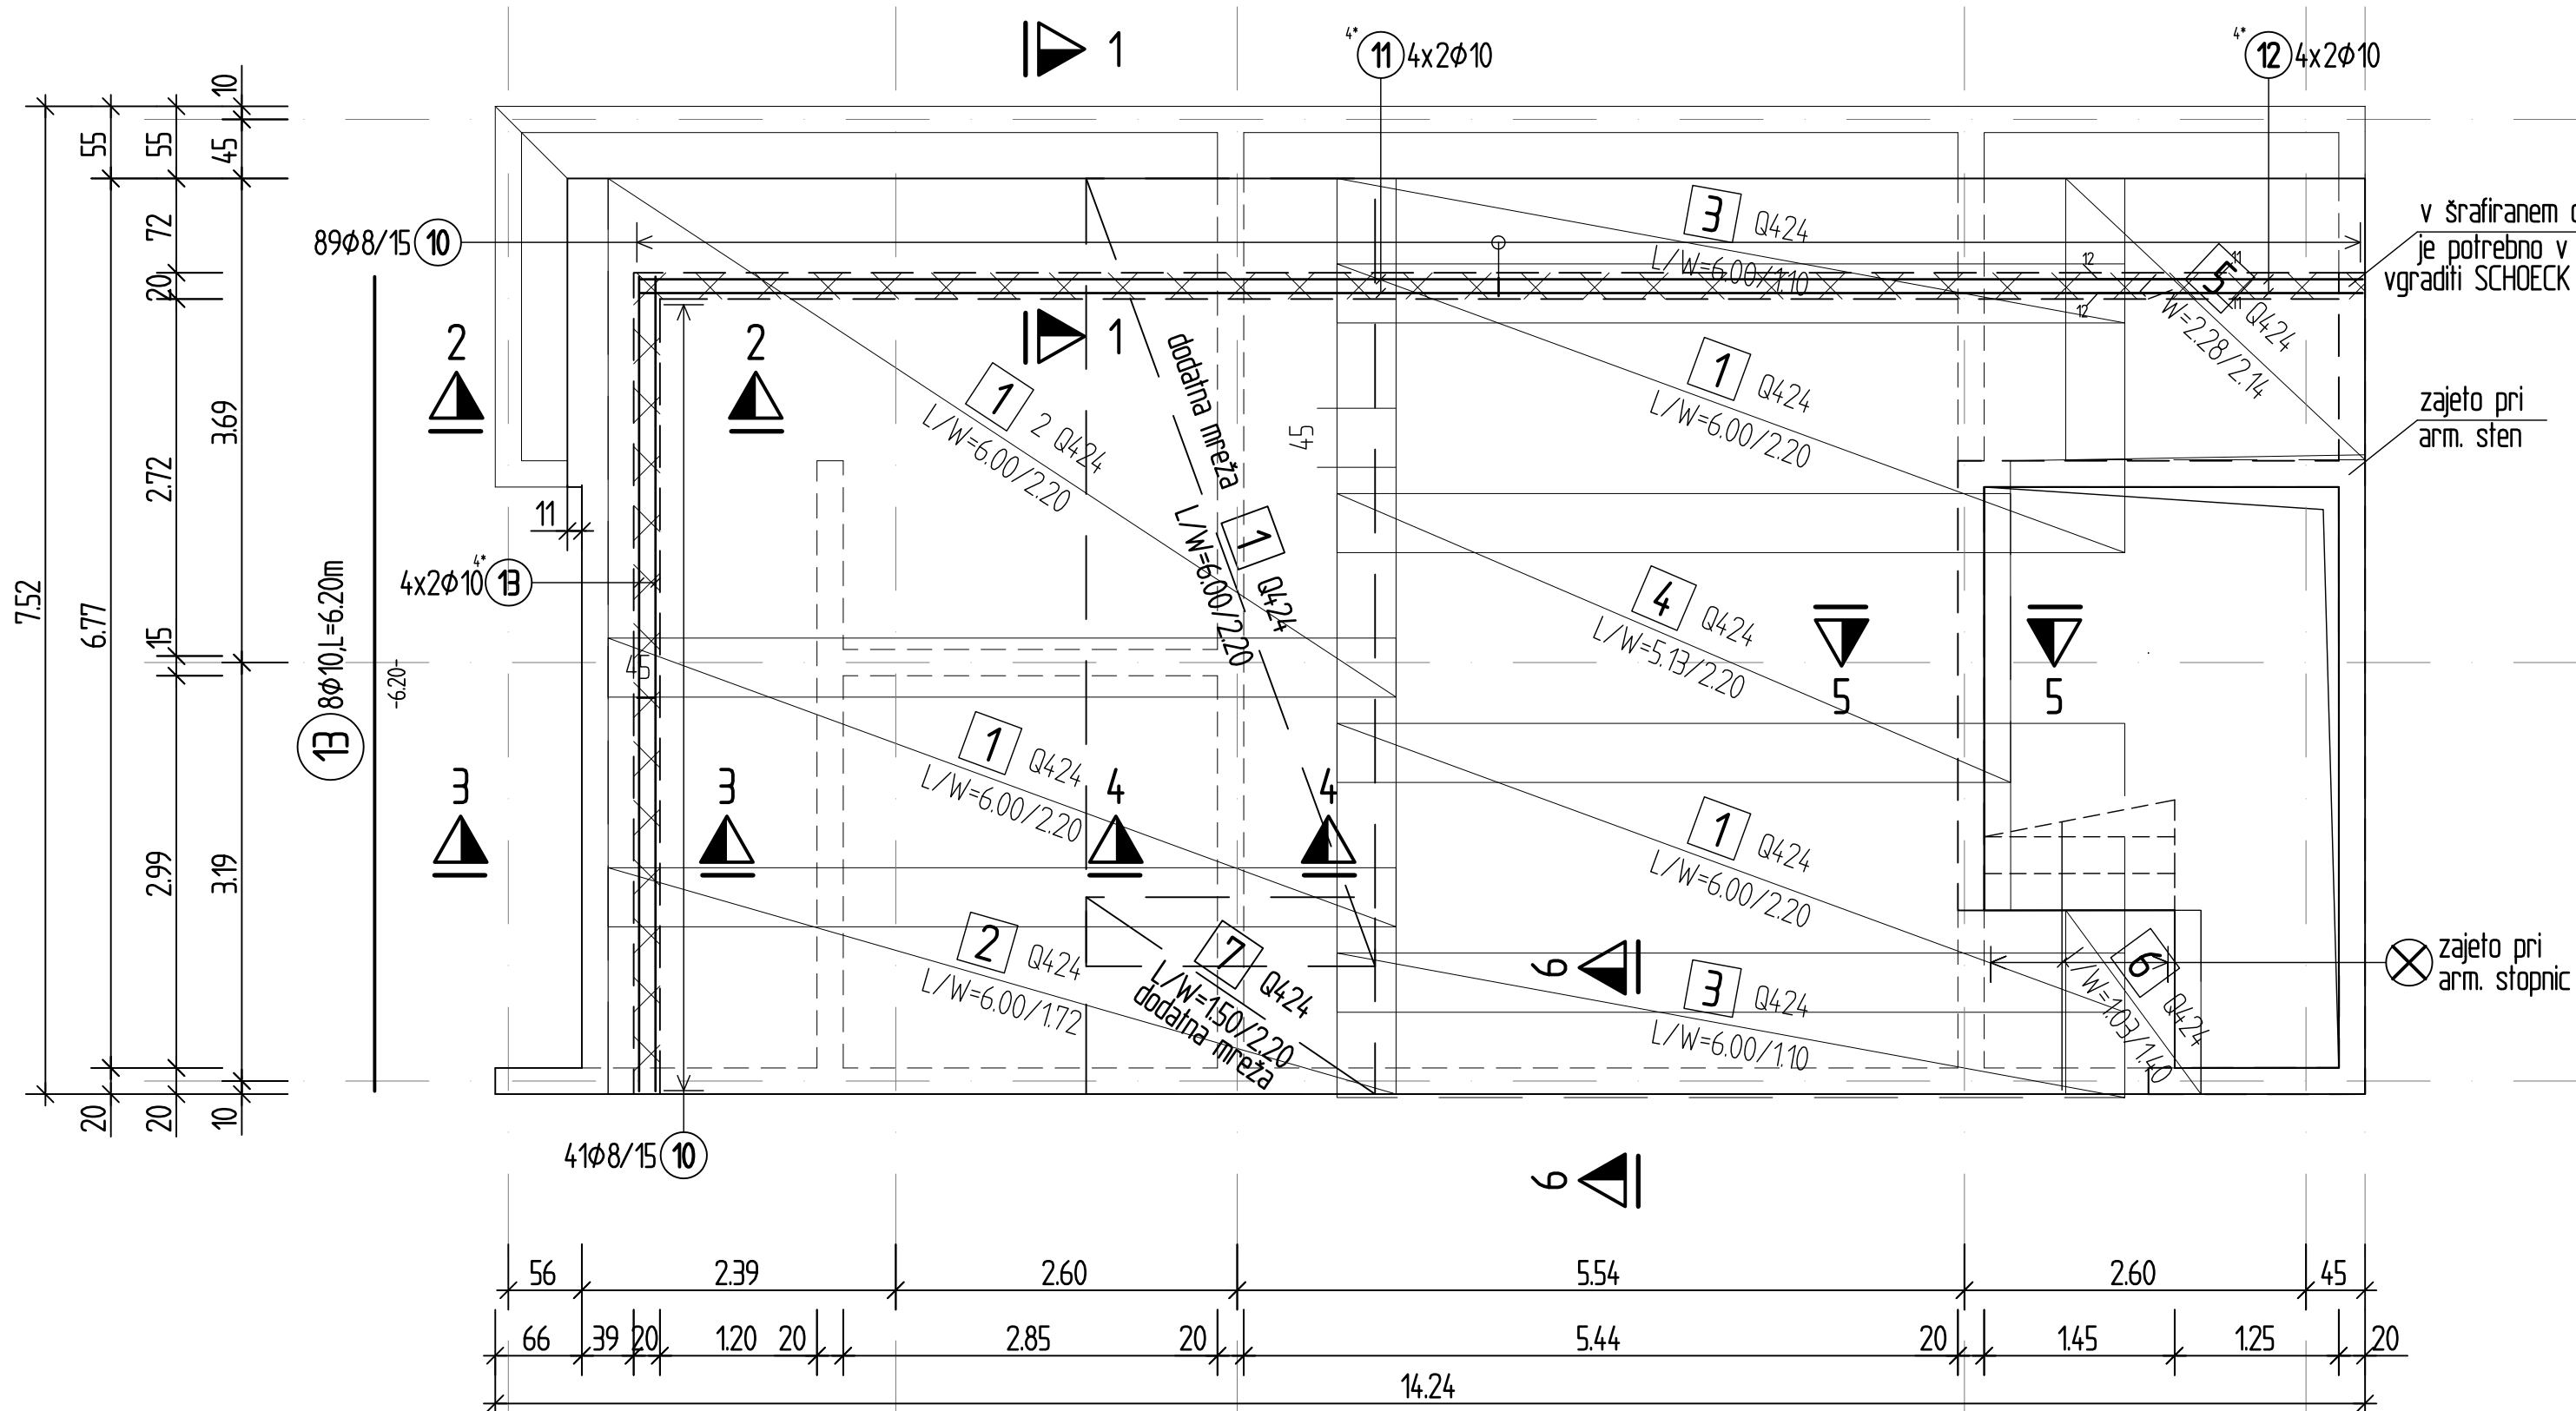 1
4*
11 4x2ϕ10
4*
12 4x2ϕ10
10
55
55
45
72
20
3.69
2.72
7.52
6.77
15
2.99
3.19
20
20
10
89ϕ8/15 10
3 Q424
L/W=6.00/1.10
v šrafiranem
je potrebno v
vgraditi SCHOECK
12
12
11
11
5 Q424
W=2.28/2.14
2
2
1
dodatna mreža
1 Q424
L/W=6.00/2.20
1 2 Q424
L/W=6.00/2.20
45
1 Q424
L/W=6.00/2.20
zajeto pri
arm. sten
11
4*
4x2ϕ10 13
13 8ϕ10,L=6.20m
-6.20-
4 Q424
L/W=5.13/2.20
45
5
5
3
3
4
4
1 Q424
L/W=6.00/2.20
1 Q424
L/W=6.00/2.20
2 Q424
L/W=6.00/1.72
7 Q424
L/W=1.50/2.20
dodatna mreža
6
3 Q424
L/W=6.00/1.10
6 Q424
L/W=1.03/1.40
zajeto pri
arm. stopnic
41ϕ8/15 10
6
56 2.39 2.60 5.54 2.60 45
66 39 20 1.20 20 2.85 20 5.44 20 1.45 1.25 20
14.24